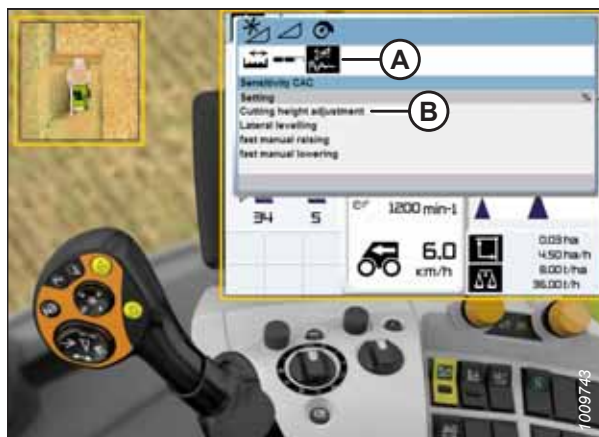 A
Sensitivity CAC
Setting %
Cutting height adjustment B
Lateral levelling
fast manual raising
fast manual lowering
34 5
1200 min-1
6.0
km/h
0.03 ha
4.50 ha/h
8.00 t/ha
36.00 t/h
1009743